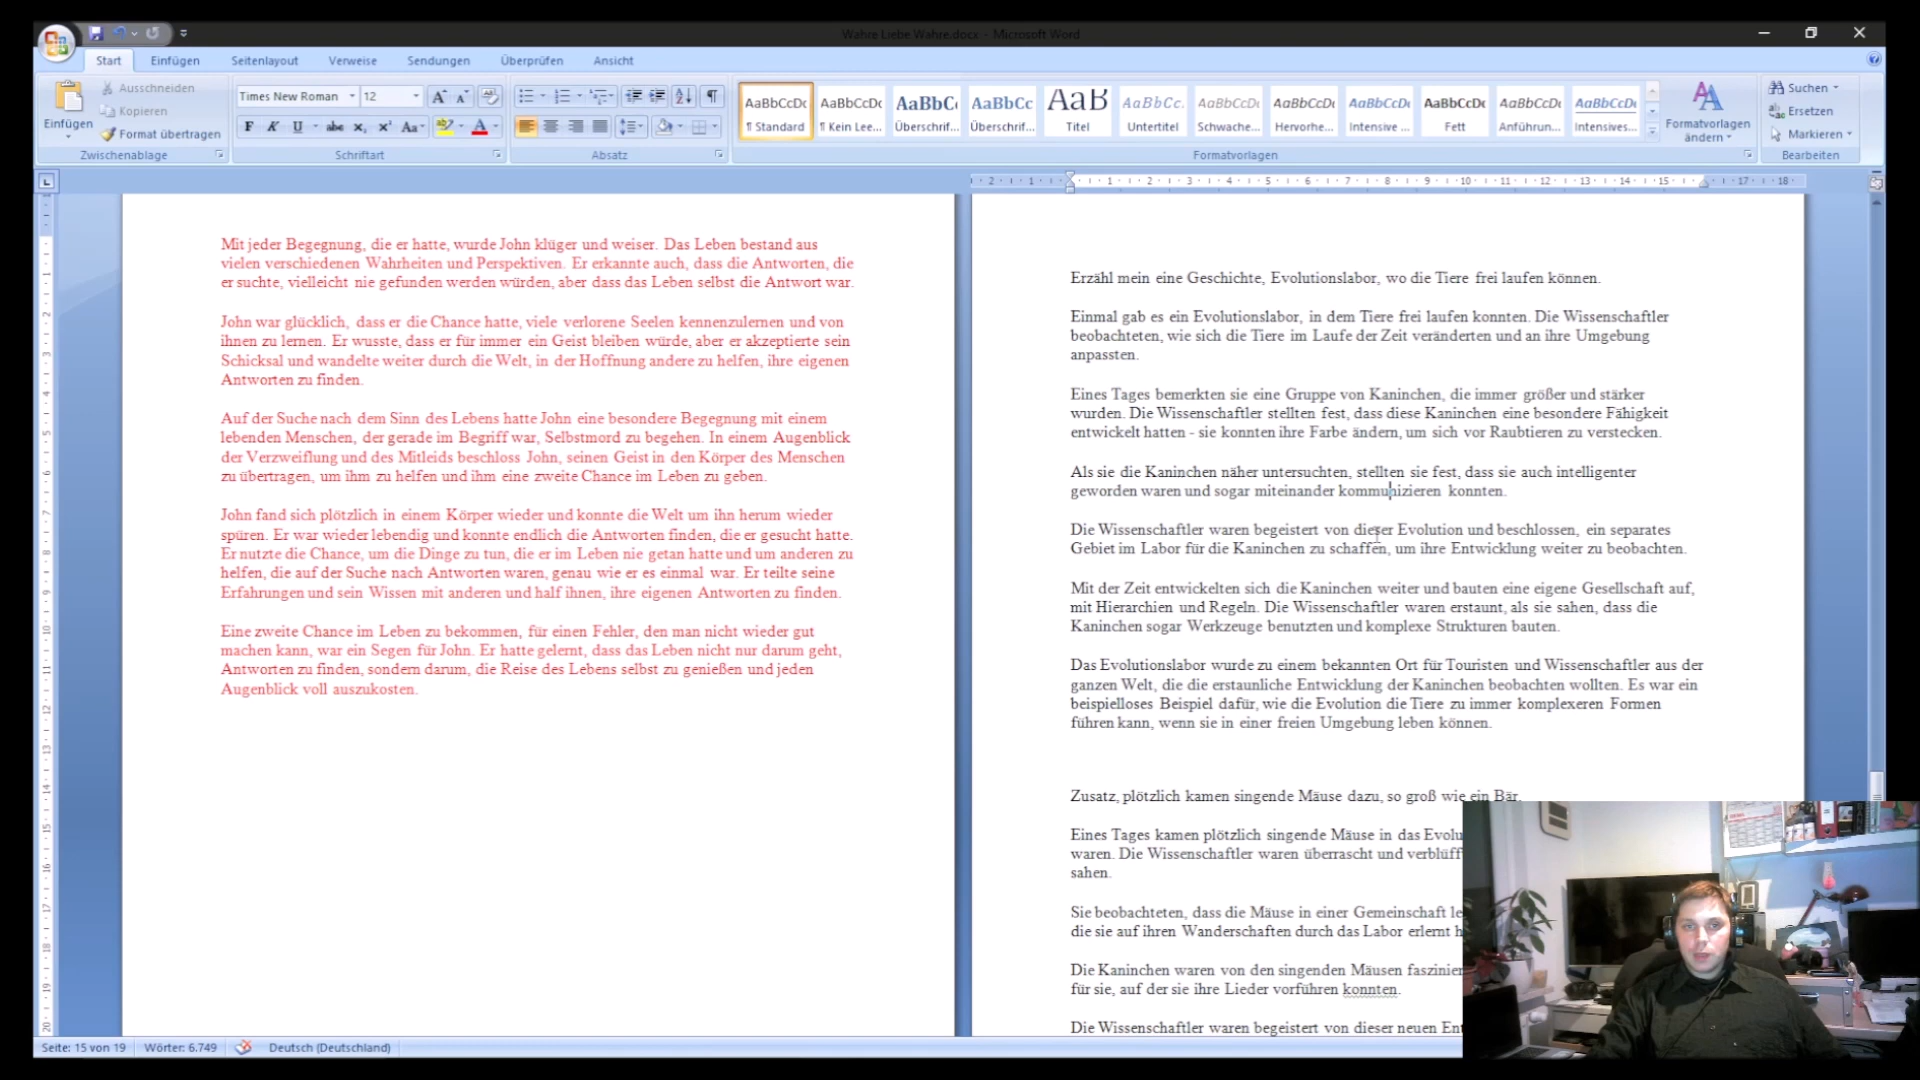 Wahre Liebe Wahre.docx - Microsoft Word
Start
Einfügen
Seitenlayout
Verweise
Sendungen
Überprüfen
Ansicht
Einfügen
Ausschneiden
Kopieren
Format übertragen
Zwischenablage
Times New Roman
12
Schriftart
Absatz
AaBbCcDc
¶ Standard
AaBbCcDc
¶ Kein Lee...
AaBbC
Überschrif...
AaBbCc
Überschrif...
AaB
Titel
AaBbCc.
Untertitel
AaBbCcDc
Schwache...
AaBbCcDc
Hervorhe...
AaBbCcDc
Intensive ...
AaBbCcDc
Fett
AaBbCcDc
Anführun...
AaBbCcDc
Intensives...
Formatvorlagen
Formatvorlagen
ändern
Suchen
Ersetzen
Markieren
Bearbeiten
Mit jeder Begegnung, die er hatte, wurde John klüger und weiser. Das Leben bestand aus
vielen verschiedenen Wahrheiten und Perspektiven. Er erkannte auch, dass die Antworten, die
er suchte, vielleicht nie gefunden werden würden, aber dass das Leben selbst die Antwort war.
John war glücklich, dass er die Chance hatte, viele verlorene Seelen kennenzulernen und von
ihnen zu lernen. Er wusste, dass er für immer ein Geist bleiben würde, aber er akzeptierte sein
Schicksal und wandelte weiter durch die Welt, in der Hoffnung andere zu helfen, ihre eigenen
Antworten zu finden.
Auf der Suche nach dem Sinn des Lebens hatte John eine besondere Begegnung mit einem
lebenden Menschen, der gerade im Begriff war, Selbstmord zu begehen. In einem Augenblick
der Verzweiflung und des Mitleids beschloss John, seinen Geist in den Körper des Menschen
zu übertragen, um ihm zu helfen und ihm eine zweite Chance im Leben zu geben.
John fand sich plötzlich in einem Körper wieder und konnte die Welt um ihn herum wieder
spüren. Er war wieder lebendig und konnte endlich die Antworten finden, die er gesucht hatte.
Er nutzte die Chance, um die Dinge zu tun, die er im Leben nie getan hatte und um anderen zu
helfen, die auf der Suche nach Antworten waren, genau wie er es einmal war. Er teilte seine
Erfahrungen und sein Wissen mit anderen und half ihnen, ihre eigenen Antworten zu finden.
Eine zweite Chance im Leben zu bekommen, für einen Fehler, den man nicht wieder gut
machen kann, war ein Segen für John. Er hatte gelernt, dass das Leben nicht nur darum geht,
Antworten zu finden, sondern darum, die Reise des Lebens selbst zu genießen und jeden
Augenblick voll auszukosten.
Erzähl mein eine Geschichte, Evolutionslabor, wo die Tiere frei laufen können.
Einmal gab es ein Evolutionslabor, in dem Tiere frei laufen konnten. Die Wissenschaftler
beobachteten, wie sich die Tiere im Laufe der Zeit veränderten und an ihre Umgebung
anpassten.
Eines Tages bemerkten sie eine Gruppe von Kaninchen, die immer größer und stärker
wurden. Die Wissenschaftler stellten fest, dass diese Kaninchen eine besondere Fähigkeit
entwickelt hatten - sie konnten ihre Farbe ändern, um sich vor Raubtieren zu verstecken.
Als sie die Kaninchen näher untersuchten, stellten sie fest, dass sie auch intelligenter
geworden waren und sogar miteinander kommunizieren konnten.
Die Wissenschaftler waren begeistert von dieser Evolution und beschlossen, ein separates
Gebiet im Labor für die Kaninchen zu schaffen, um ihre Entwicklung weiter zu beobachten.
Mit der Zeit entwickelten sich die Kaninchen weiter und bauten eine eigene Gesellschaft auf,
mit Hierarchien und Regeln. Die Wissenschaftler waren erstaunt, als sie sahen, dass die
Kaninchen sogar Werkzeuge benutzten und komplexe Strukturen bauten.
Das Evolutionslabor wurde zu einem bekannten Ort für Touristen und Wissenschaftler aus der
ganzen Welt, die die erstaunliche Entwicklung der Kaninchen beobachten wollten. Es war ein
beispielloses Beispiel dafür, wie die Evolution die Tiere zu immer komplexeren Formen
führen kann, wenn sie in einer freien Umgebung leben können.
Zusatz, plötzlich kamen singende Mäuse dazu, so groß wie ein Bär.
Eines Tages kamen plötzlich singende Mäuse in das Evolu
waren. Die Wissenschaftler waren überrascht und verblüff
sahen.
Sie beobachteten, dass die Mäuse in einer Gemeinschaft le
die sie auf ihren Wanderschaften durch das Labor erlernt h
Die Kaninchen waren von den singenden Mäusen faszinier
für sie, auf der sie ihre Lieder vorführen konnten.
Die Wissenschaftler waren begeistert von dieser neuen Ent
Seite: 15 von 19
Wörter: 6.749
Deutsch (Deutschland)